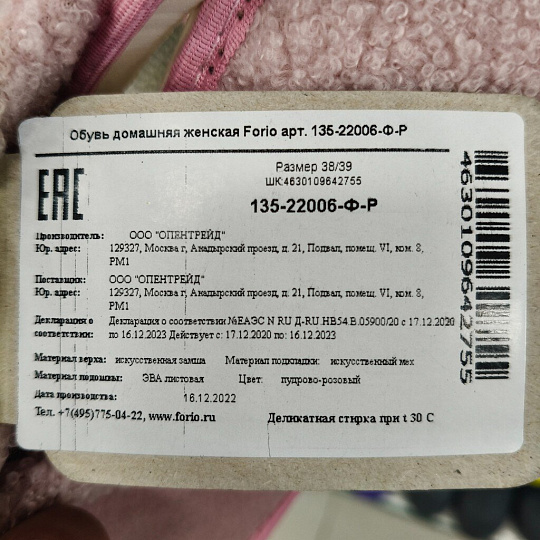 Обувь домашняя женская Forio арт. 135-22006-Ф-Р
Размер 38/39
ШК:4630109642755
EAC
135-22006-Ф-Р
Производитель: ООО "ОПЕНТРЕЙД"
Юр. адрес: 129327, Москва г, Анадырский проезд, д. 21, Подвал, помещ. VI, ком. 8,
РМ1
Поставщик: ООО "ОПЕНТРЕЙД"
Юр. адрес: 129327, Москва г, Анадырский проезд, д. 21, Подвал, помещ. VI, ком. 8,
РМ1
Декларация о Декларация о соответствии №ЕАЭС N RU Д-RU.НВ54.В.05900/20 с 17.12.2020
соответствии: по 16.12.2023 Действует с: 17.12.2020 по: 16.12.2023
Материал верха: искусственная замша Материал подкладки: искусственный мех
Материал подошвы: ЭВА листовая Цвет: пудрово-розовый
Дата производства: 16.12.2022
Тел. +7(495)775-04-22, www.forio.ru Деликатная стирка при t 30 C
4630109642755